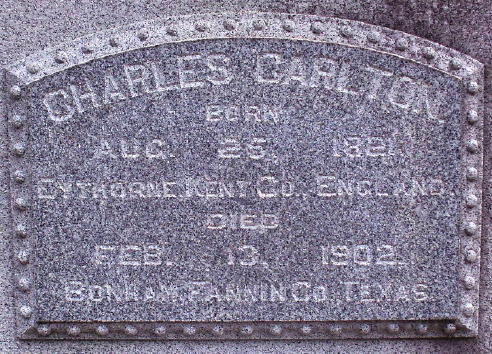 CHARLES CARLTON.
BORN
AUG. 25, 1821.
EYTHORNE, KENT CO., ENGLAND.
DIED
FEB. 13, 1902.
BONHAM, FANNIN CO. TEXAS.